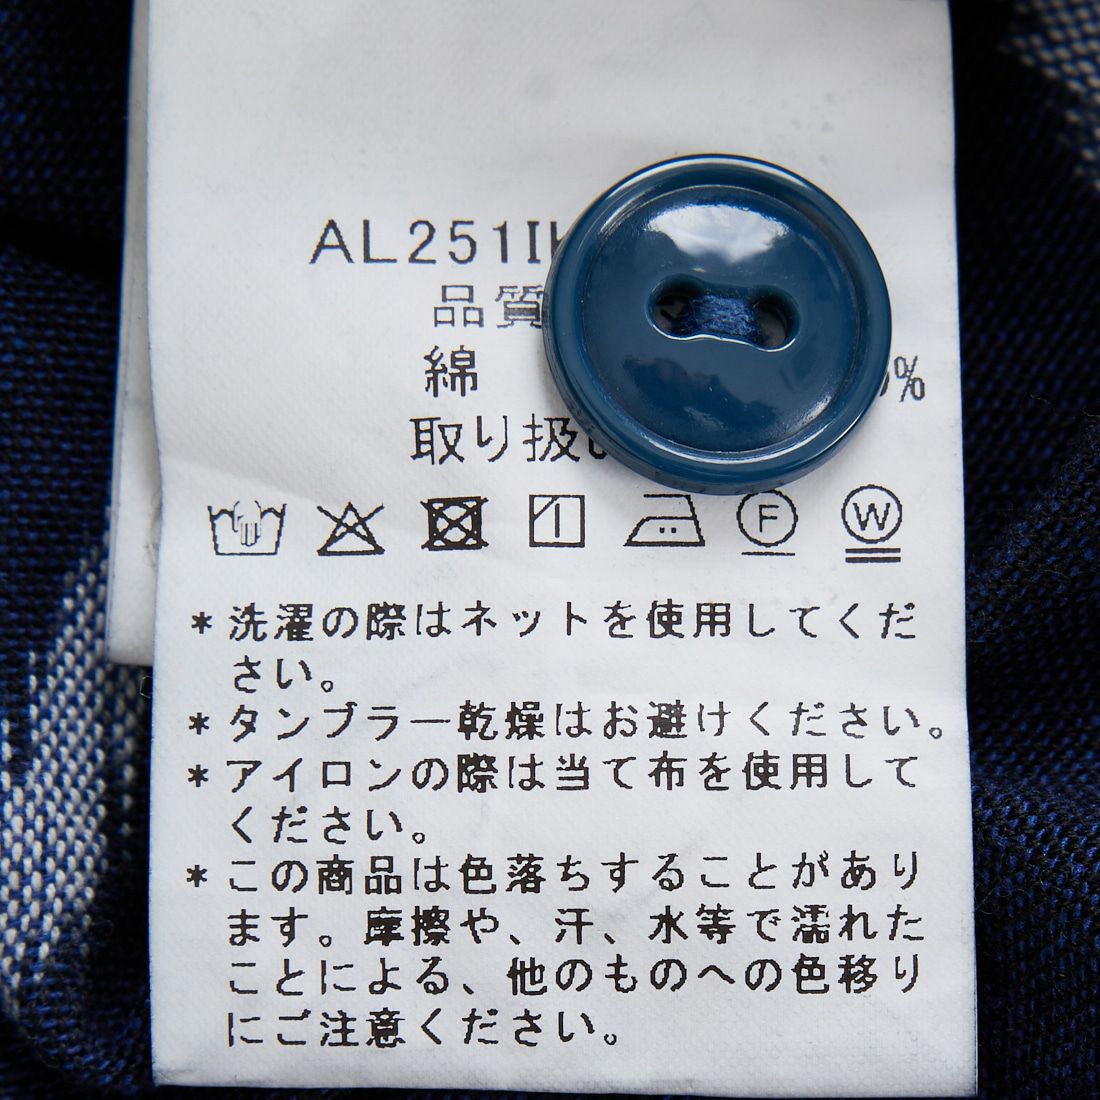 AL251I
品質
綿 %
取り扱い
F W
*洗濯の際はネットを使用してくだ
さい。
*タンブラー乾燥はお避けください。
*アイロンの際は当て布を使用して
ください。
*この商品は色落ちすることがあり
ます。摩擦や、汗、水等で濡れた
ことによる、他のものへの色移り
にご注意ください。